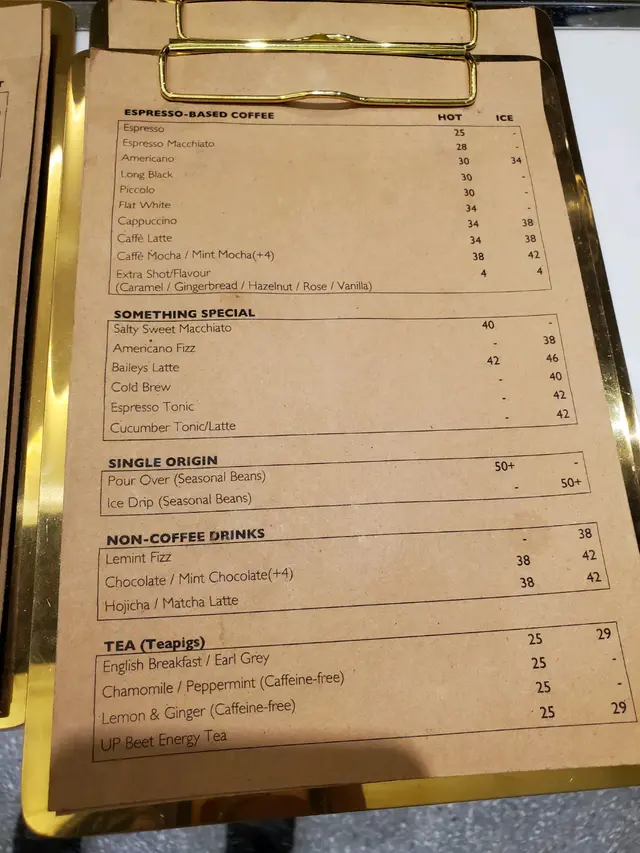 ESPRESSO-BASED COFFEE HOT ICE
Espresso 25 -
Espresso Macchiato 28 -
Americano 30 34
Long Black 30 -
Piccolo 30 -
Flat White 34 -
Cappuccino 34 38
Caffè Latte 34 38
Caffè Mocha / Mint Mocha(+4) 38 42
Extra Shot/Flavour 4 4
(Caramel / Gingerbread / Hazelnut / Rose / Vanilla)
SOMETHING SPECIAL
Salty Sweet Macchiato 40 -
Americano Fizz - 38
Baileys Latte 42 46
Cold Brew - 40
Espresso Tonic - 42
Cucumber Tonic/Latte - 42
SINGLE ORIGIN
Pour Over (Seasonal Beans) 50+ -
Ice Drip (Seasonal Beans) - 50+
NON-COFFEE DRINKS
Lemint Fizz - 38
Chocolate / Mint Chocolate(+4) 38 42
Hojicha / Matcha Latte 38 42
TEA (Teapigs)
English Breakfast / Earl Grey 25 29
Chamomile / Peppermint (Caffeine-free) 25 -
Lemon & Ginger (Caffeine-free) 25 -
UP Beet Energy Tea 25 29